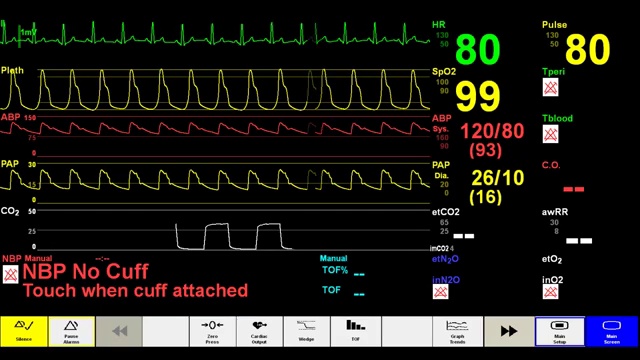 II
1mV
HR
130
50
80
Pulse
130
50
80
Pleth
SpO2
100
90
99
Tperi
ABP 150
75
0
ABP
Sys.
160
90
120/80
(93)
Tblood
PAP 30
15
0
PAP
Dia.
20
0
26/10
(16)
C.O.
--
CO2 50
25
0
etCO2
65
25
--
imCO2 4
awRR
30
8
--
NBP Manual --:--
NBP No Cuff
Touch when cuff attached
Manual
TOF% --
TOF --
etN2O
inN2O
etO2
inO2
Silence
Pause Alarms
Zero Press
Cardiac Output
Wedge
TOF
Graph Trends
Main Setup
Main Screen